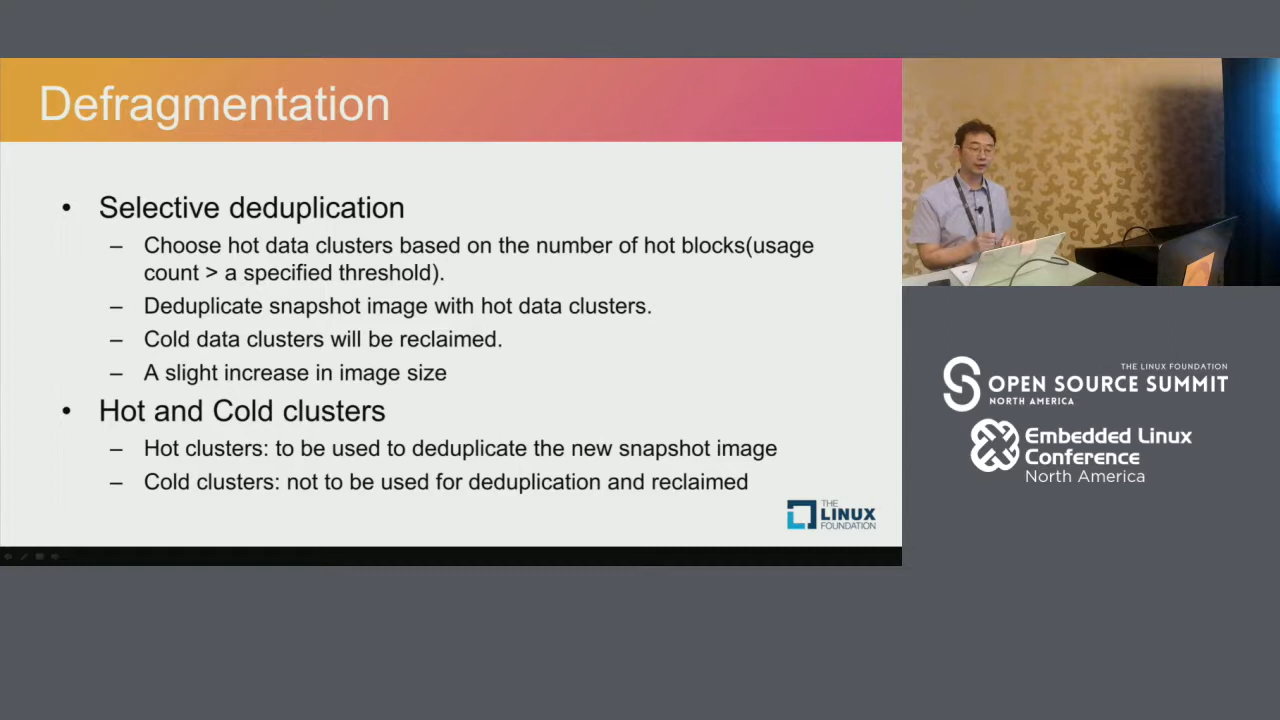 Defragmentation
• Selective deduplication
– Choose hot data clusters based on the number of hot blocks(usage
count > a specified threshold).
– Deduplicate snapshot image with hot data clusters.
– Cold data clusters will be reclaimed.
– A slight increase in image size
• Hot and Cold clusters
– Hot clusters: to be used to deduplicate the new snapshot image
– Cold clusters: not to be used for deduplication and reclaimed
THE
LINUX
FOUNDATION
THE LINUX FOUNDATION
OPEN SOURCE SUMMIT
NORTH AMERICA
Embedded Linux
Conference
North America